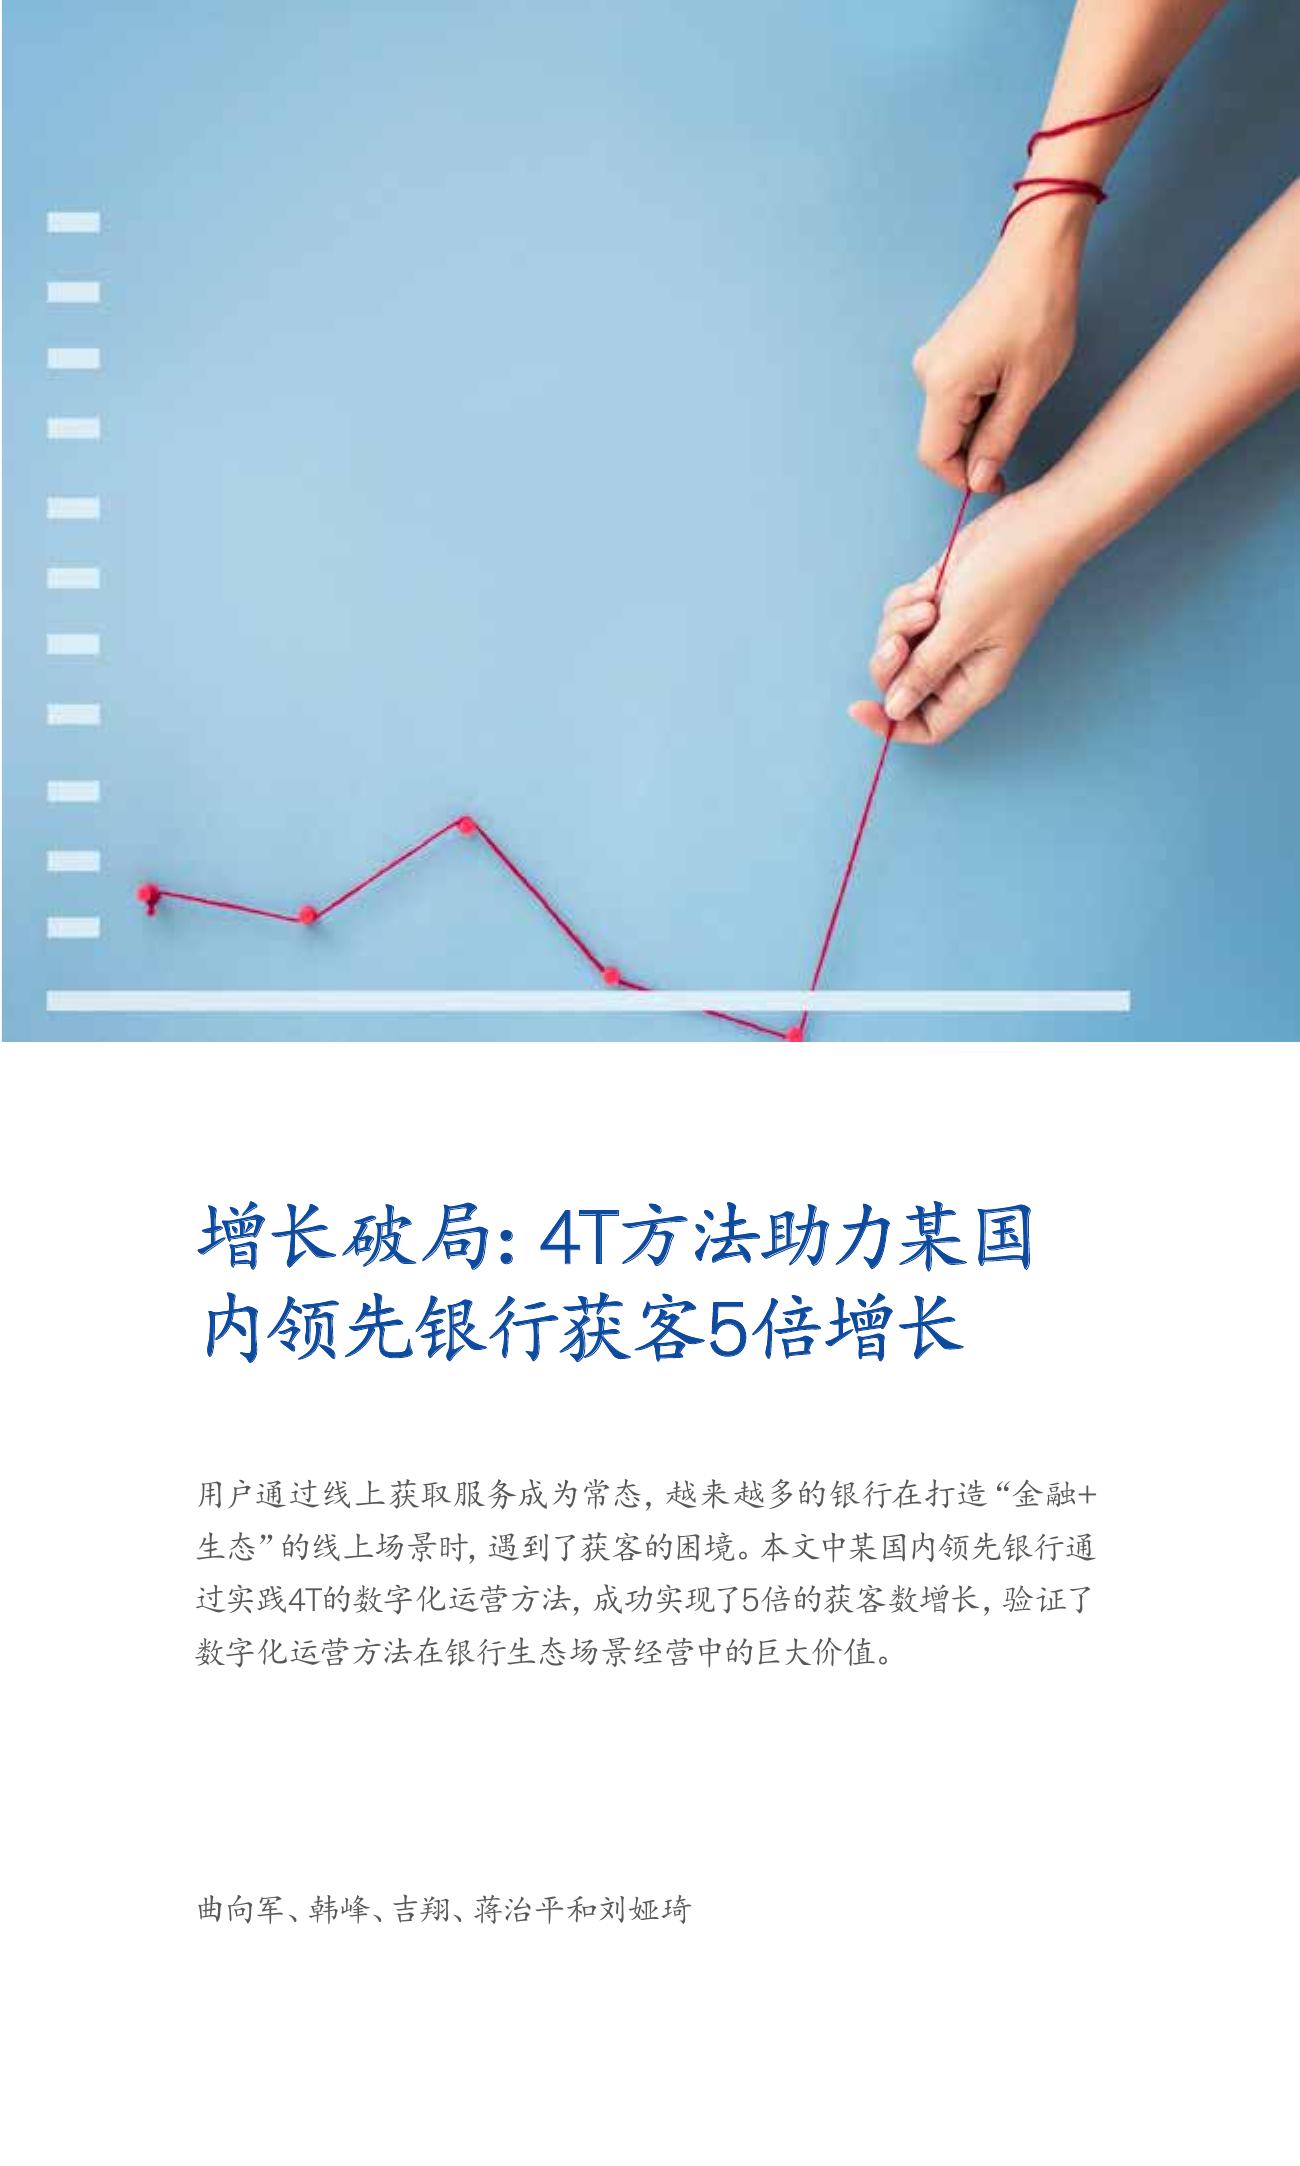 增长破局：4T方法助力某国
内领先银行获客5倍增长
用户通过线上获取服务成为常态，越来越多的银行在打造“金融+
生态”的线上场景时，遇到了获客的困境。本文中某国内领先银行通
过实践4T的数字化运营方法，成功实现了5倍的获客数增长，验证了
数字化运营方法在银行生态场景经营中的巨大价值。
曲向军、韩峰、吉翔、蒋治平和刘娅琦